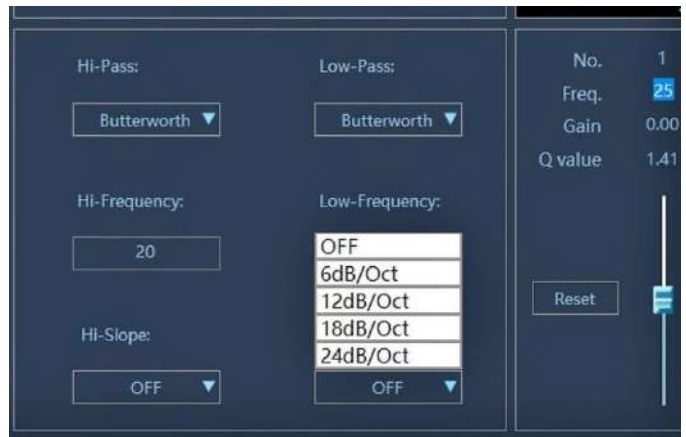 Hi-Pass:
Butterworth
Low-Pass:
Butterworth
Hi-Frequency:
20
Low-Frequency:
OFF
6dB/Oct
12dB/Oct
18dB/Oct
24dB/Oct
Hi-Slope:
OFF
OFF
No. 1
Freq. 25
Gain 0.00
Q value 1.41
Reset